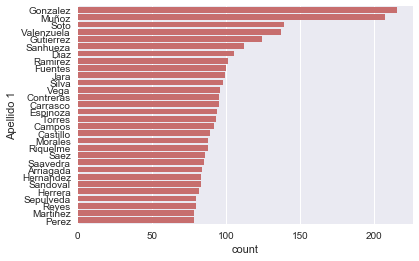 Gonzalez
Muñoz
Soto
Valenzuela
Gutierrez
Sanhueza
Diaz
Ramirez
Fuentes
Jara
Silva
Vega
Contreras
Carrasco
Espinoza
Torres
Campos
Castillo
Morales
Riquelme
Saez
Saavedra
Arriagada
Hernandez
Sandoval
Herrera
Sepulveda
Reyes
Martinez
Perez
Apellido 1
0 50 100 150 200
count